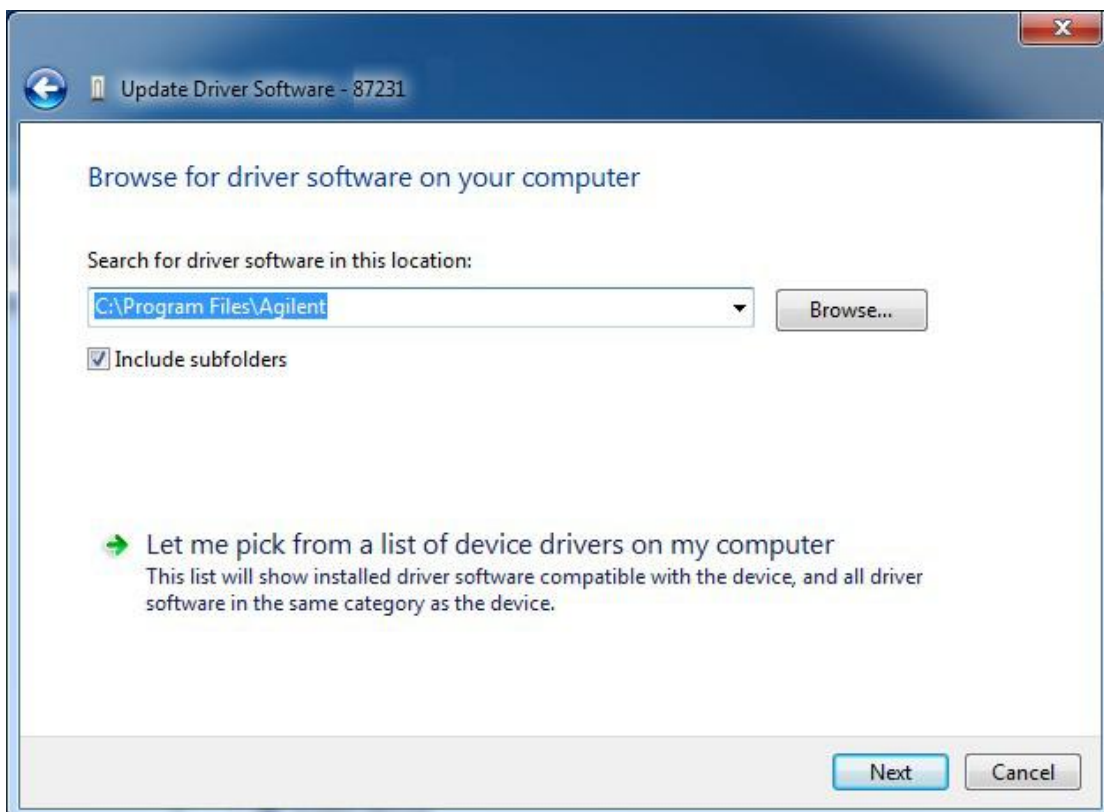 Update Driver Software - 87231
Browse for driver software on your computer
Search for driver software in this location:
C:\Program Files\Agilent
Browse...
Include subfolders
Let me pick from a list of device drivers on my computer
This list will show installed driver software compatible with the device, and all driver
software in the same category as the device.
Next
Cancel